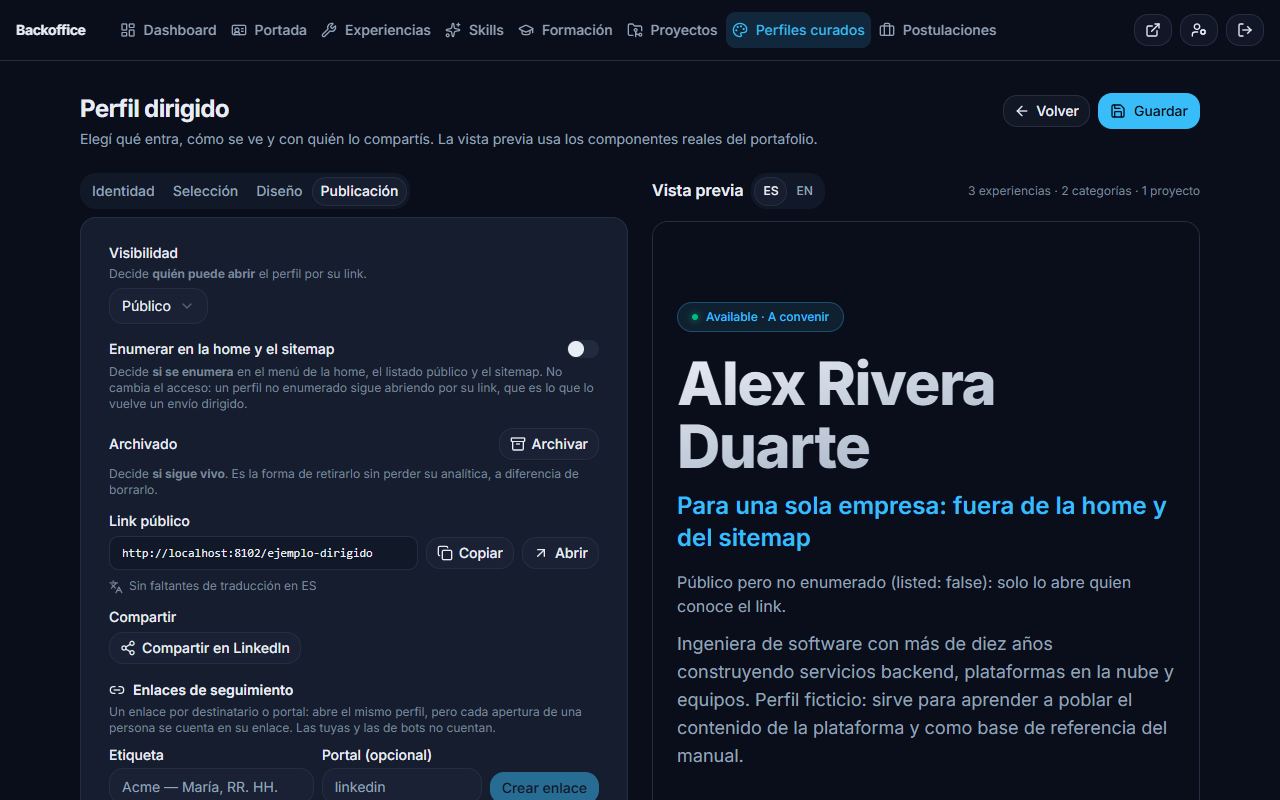 Backoffice
Dashboard
Portada
Experiencias
Skills
Formación
Proyectos
Perfiles curados
Postulaciones
Perfil dirigido
Elegí qué entra, cómo se ve y con quién lo compartís. La vista previa usa los componentes reales del portafolio.
Volver
Guardar
Identidad
Selección
Diseño
Publicación
Visibilidad
Decide quién puede abrir el perfil por su link.
Público
Enumerar en la home y el sitemap
Decide si se enumera en el menú de la home, el listado público y el sitemap. No
cambia el acceso: un perfil no enumerado sigue abriendo por su link, que es lo que lo
vuelve un envío dirigido.
Archivado
Archivar
Decide si sigue vivo. Es la forma de retirarlo sin perder su analítica, a diferencia de
borrarlo.
Link público
http://localhost:8102/ejemplo-dirigido
Copiar
Abrir
Sin faltantes de traducción en ES
Compartir
Compartir en LinkedIn
Enlaces de seguimiento
Un enlace por destinatario o portal: abre el mismo perfil, pero cada apertura de una
persona se cuenta en su enlace. Las tuyas y las de bots no cuentan.
Etiqueta
Portal (opcional)
Acme — María, RR. HH.
linkedin
Crear enlace
Vista previa
ES
EN
3 experiencias · 2 categorías · 1 proyecto
Available · A convenir
Alex Rivera
Duarte
Para una sola empresa: fuera de la home y
del sitemap
Público pero no enumerado (listed: false): solo lo abre quien
conoce el link.
Ingeniera de software con más de diez años
construyendo servicios backend, plataformas en la nube y
equipos. Perfil ficticio: sirve para aprender a poblar el
contenido de la plataforma y como base de referencia del
manual.